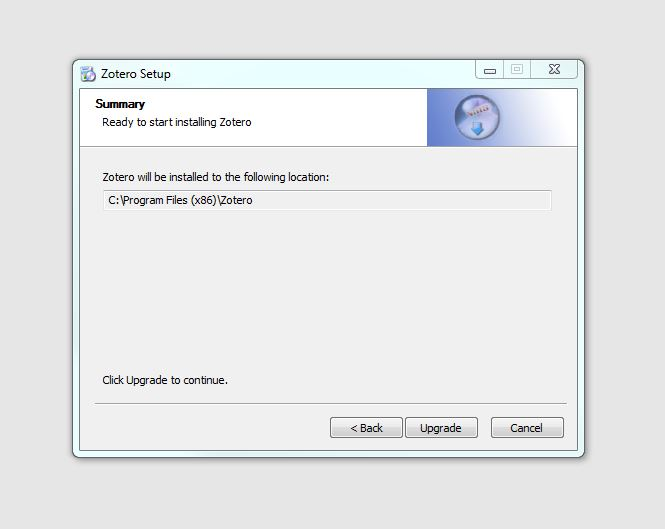 Zotero Setup
Summary
Ready to start installing Zotero
Zotero will be installed to the following location:
C:\Program Files (x86)\Zotero
Click Upgrade to continue.
< Back
Upgrade
Cancel